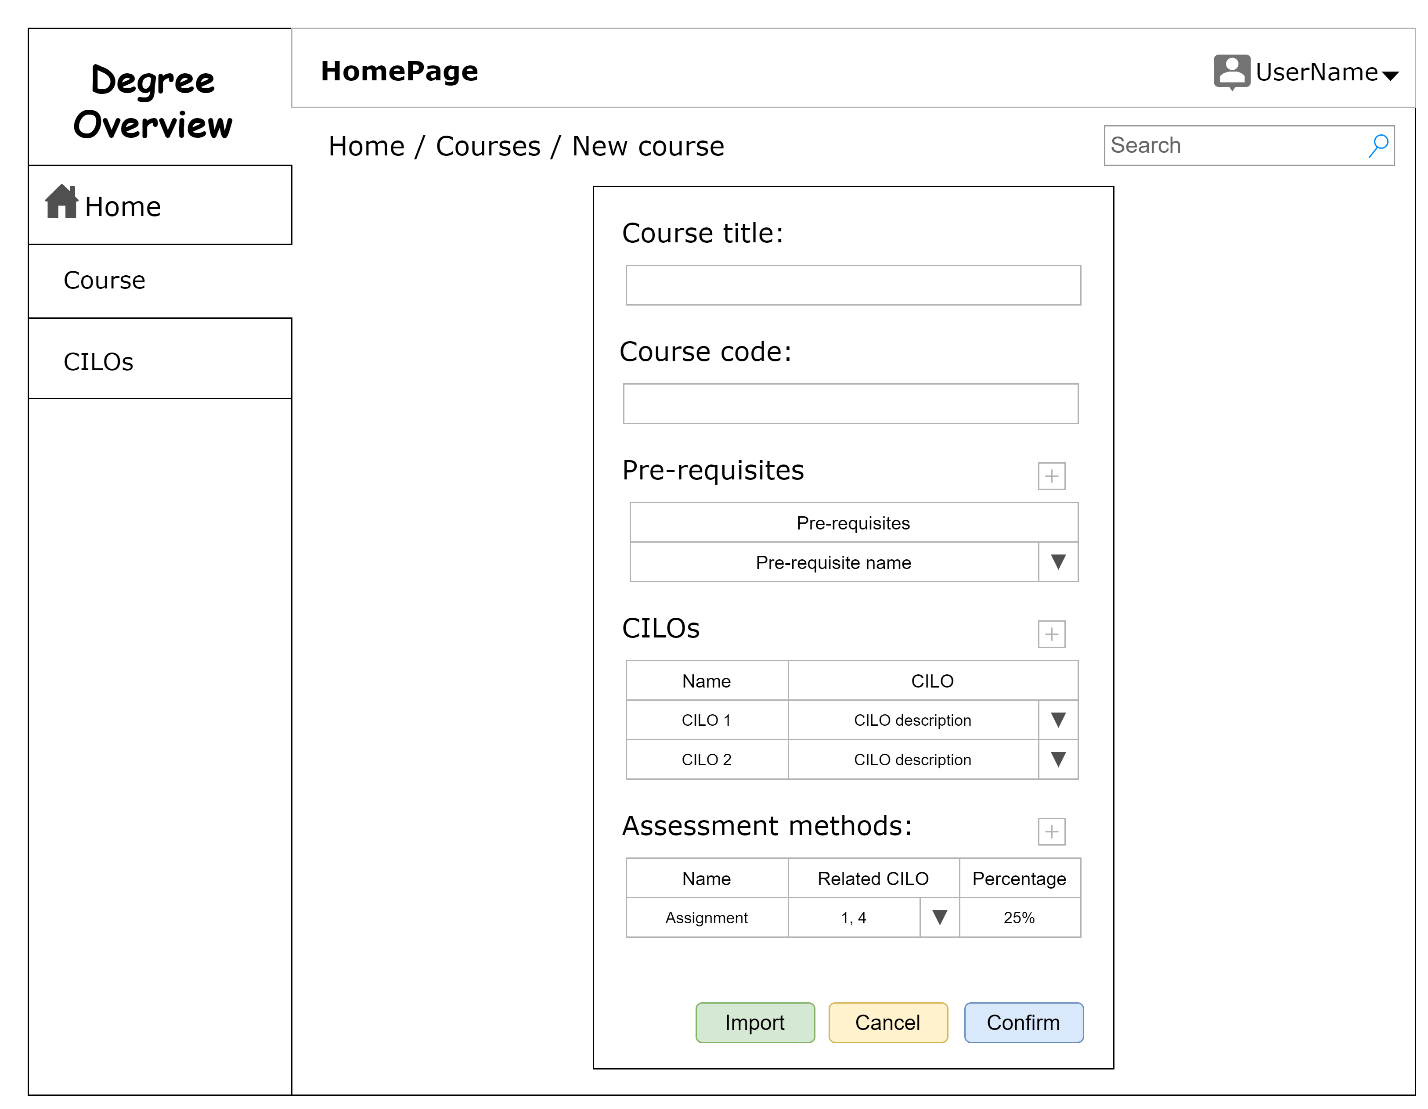 Degree
Overview
HomePage
UserName
Home / Courses / New course
Search
Home
Course
CILOs
Course title:
Course code:
Pre-requisites
Pre-requisites
Pre-requisite name
CILOs
Name CILO
CILO 1 CILO description
CILO 2 CILO description
Assessment methods:
Name Related CILO Percentage
Assignment 1, 4 25%
Import Cancel Confirm